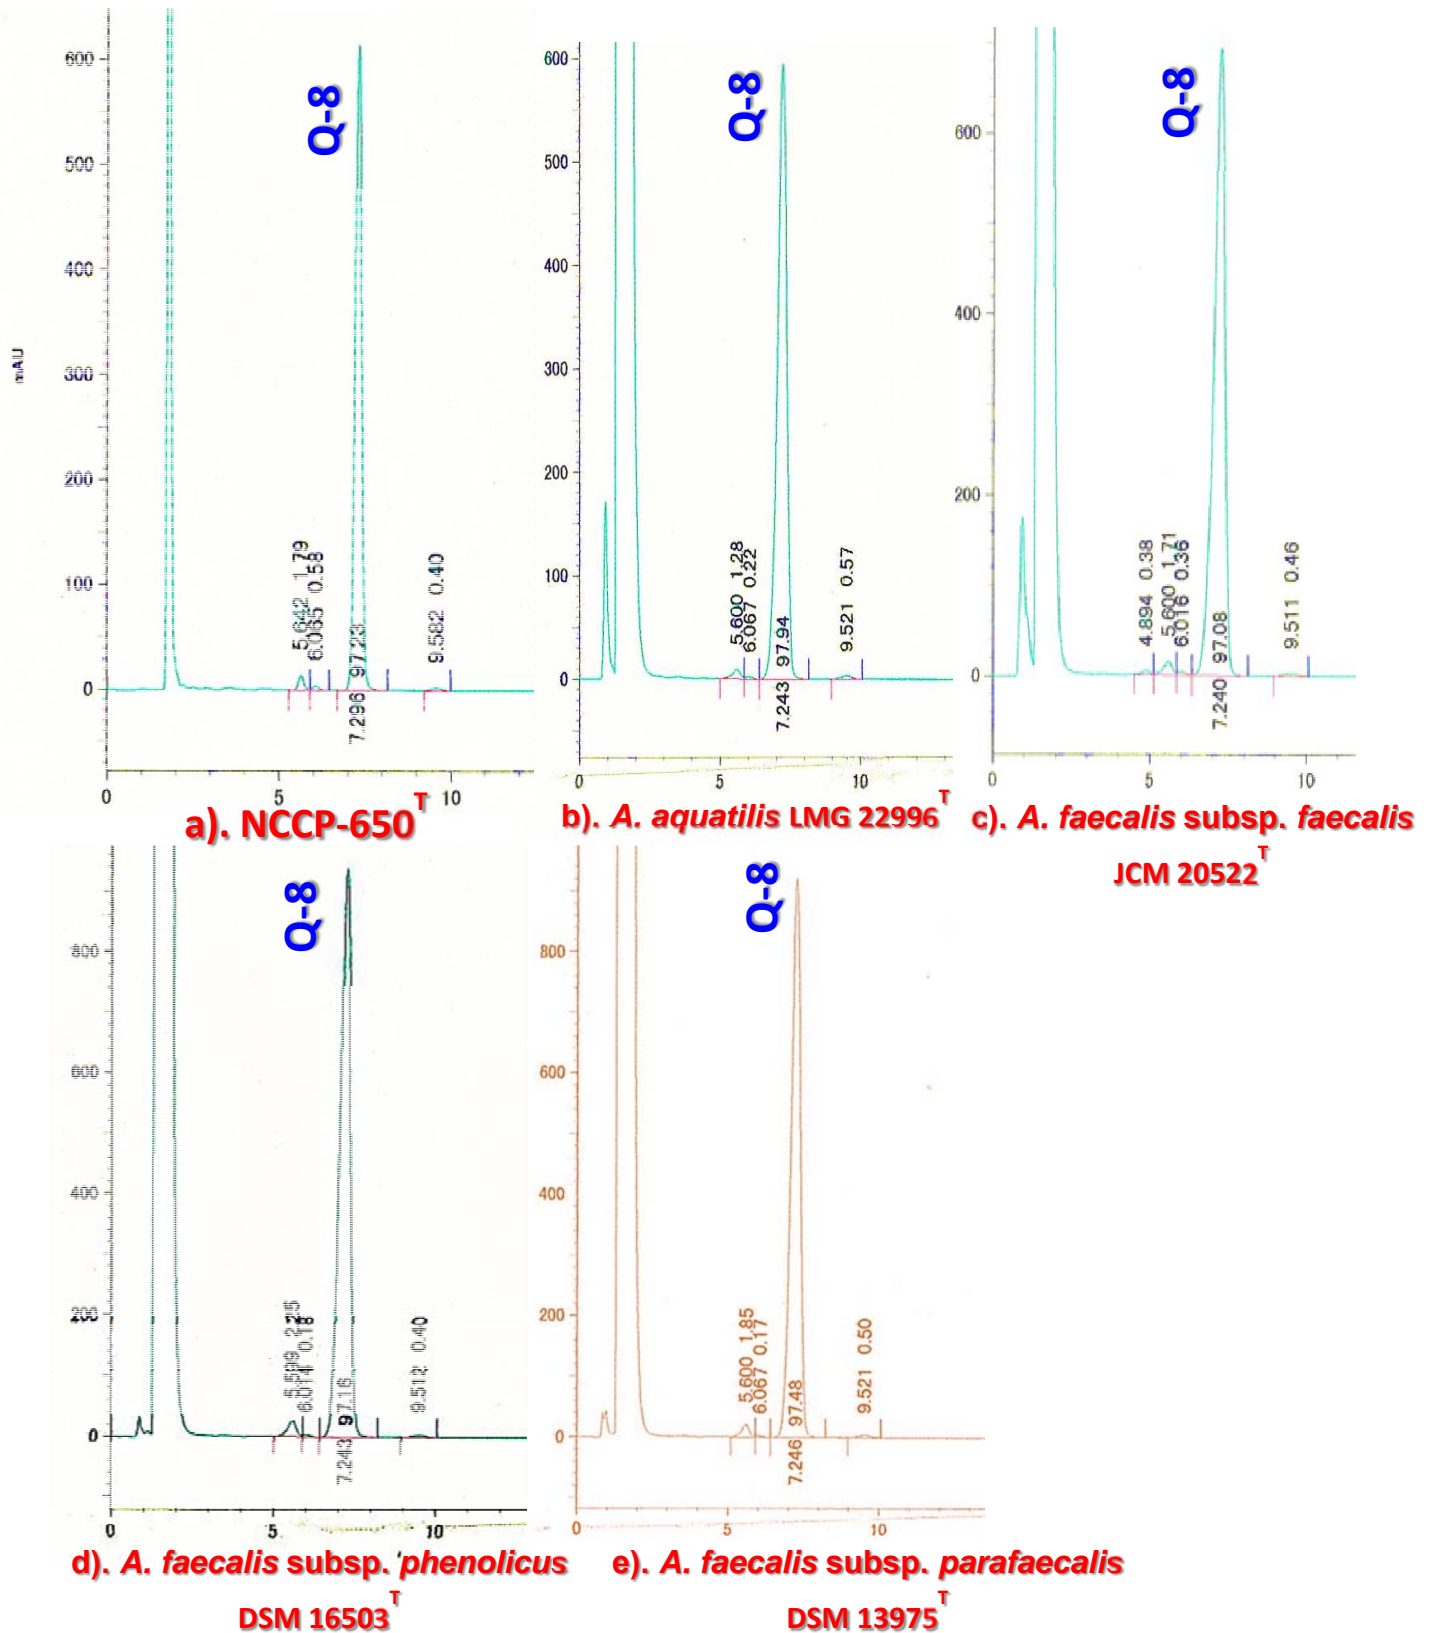 mAU
600
500
400
300
200
100
0
Q-8
5.642 1.79
6.065 0.58
7.296 97.23
9.582 0.40
0 5 10
a). NCCP-650T
600
500
400
300
200
100
0
Q-8
5.600 1.28
6.067 0.22
7.243 97.94
9.521 0.57
0 5 10
b). A. aquatilis LMG 22996T
600
400
200
0
Q-8
4.894 0.38
5.600 1.71
6.016 0.36
7.240 97.08
9.511 0.46
0 5 10
c). A. faecalis subsp. faecalis
JCM 20522T
800
600
400
200
0
Q-8
5.599
6.014 0.18
7.243 97.16
9.512 0.40
0 5 10
d). A. faecalis subsp. phenolicus
DSM 16503T
800
600
400
200
0
Q-8
5.600 1.85
6.067 0.17
7.246 97.48
9.521 0.50
0 5 10
e). A. faecalis subsp. parafaecalis
DSM 13975T